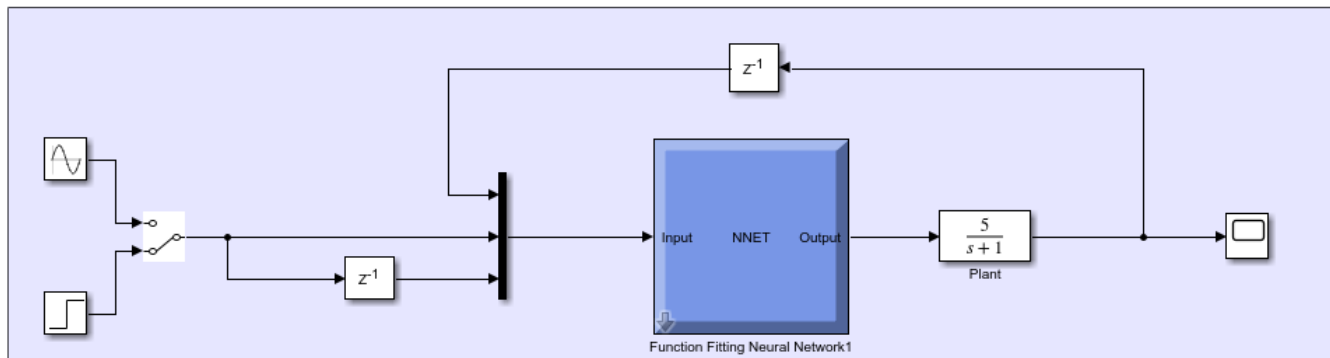 z⁻¹
Input NNET Output
5
s + 1
Plant
z⁻¹
Function Fitting Neural Network1